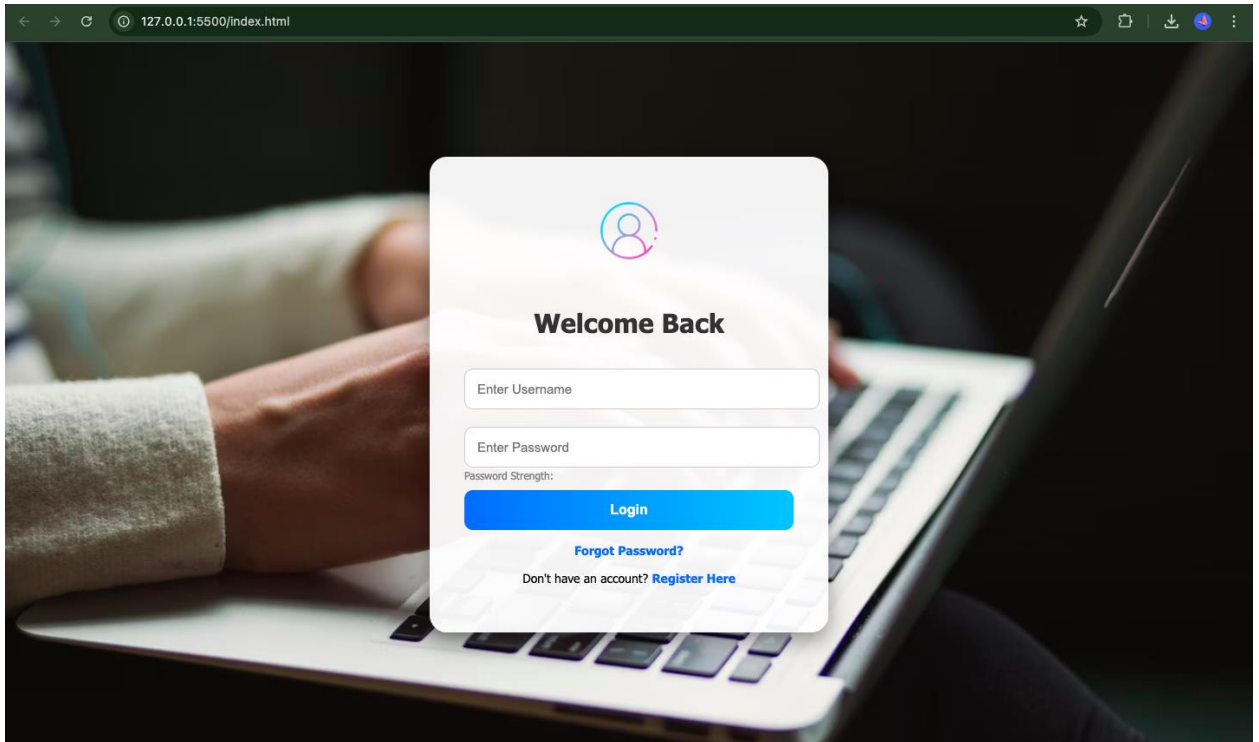 127.0.0.1:5500/index.html
Welcome Back
Enter Username
Enter Password
Password Strength:
Login
Forgot Password?
Don't have an account? Register Here